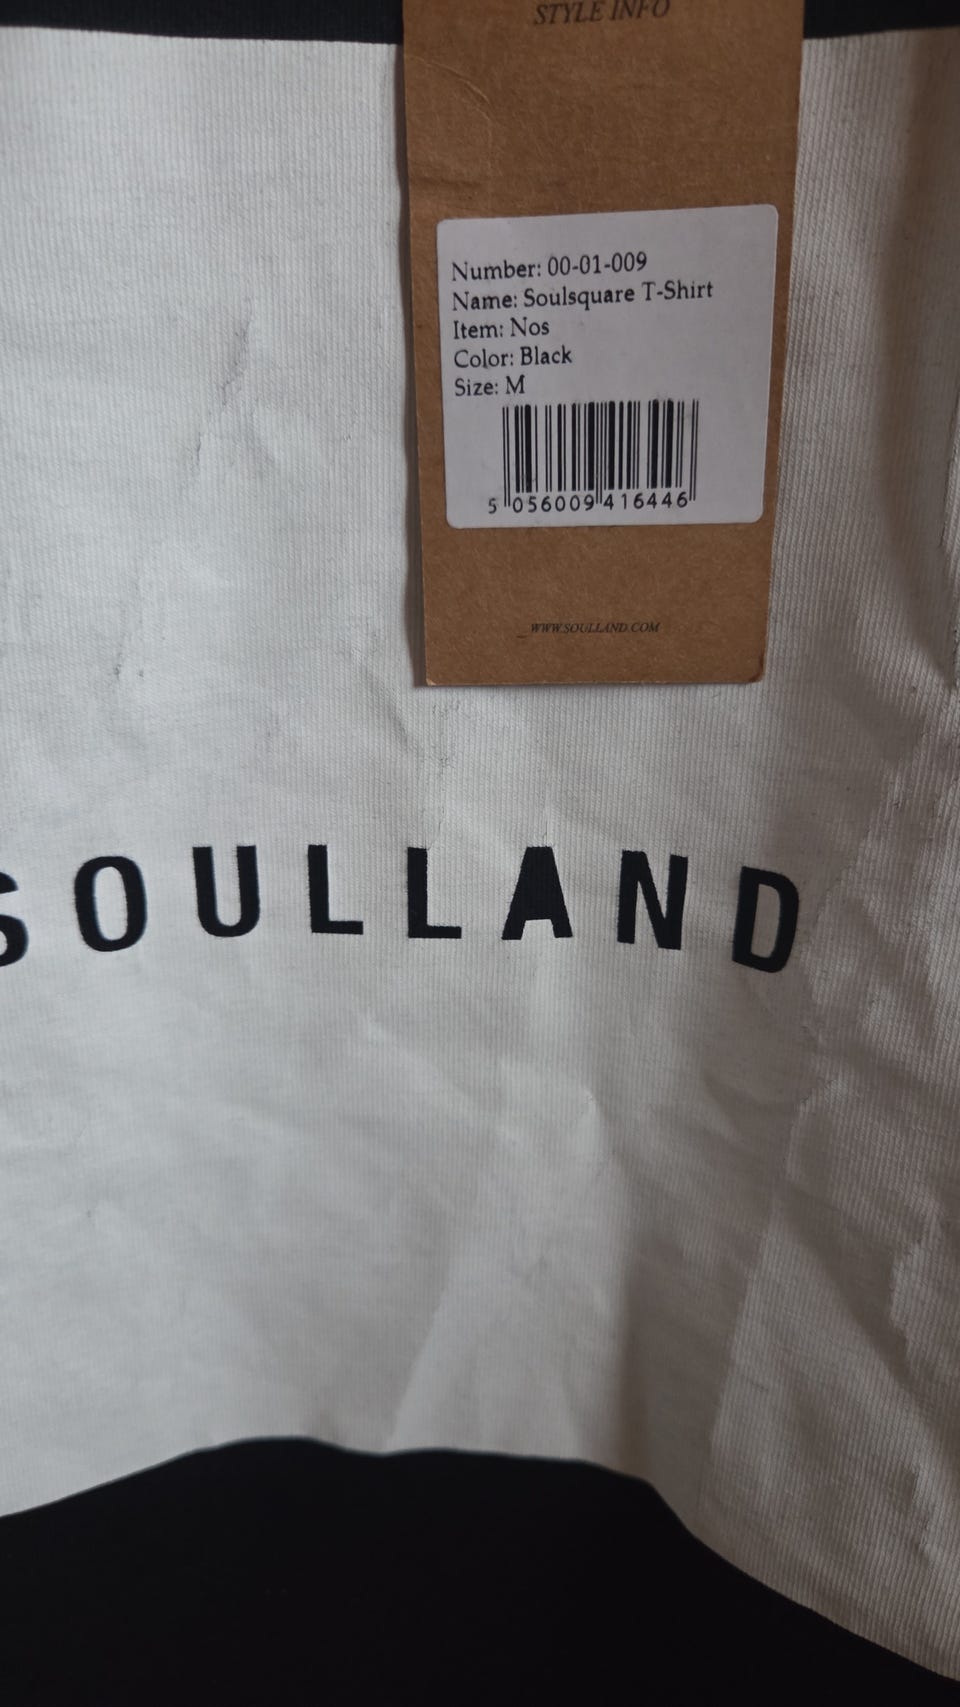 STYLE INFO
Number: 00-01-009
Name: Soulsquare T-Shirt
Item: Nos
Color: Black
Size: M
5 056009 416446
WWW.SOULLAND.COM
SOULLAND